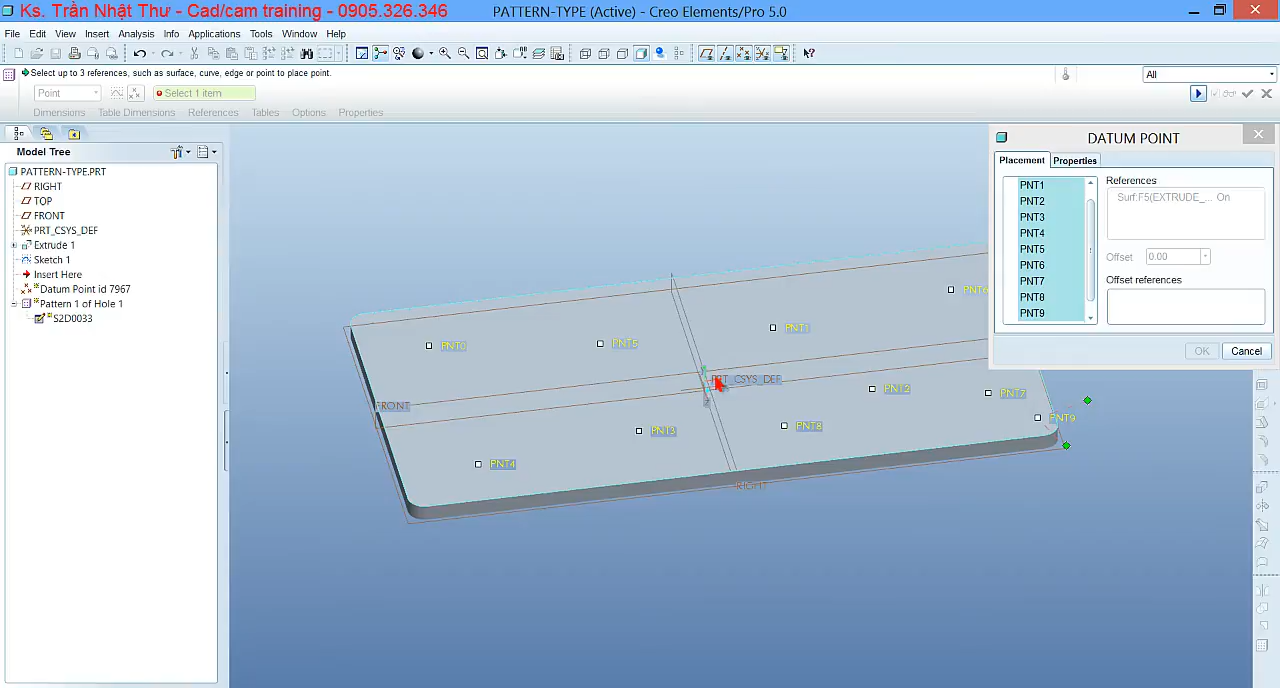 Ks. Trần Nhật Thư - Cad/cam training - 0905.326.346
PATTERN-TYPE (Active) - Creo Elements/Pro 5.0
File Edit View Insert Analysis Info Applications Tools Window Help
Select up to 3 references, such as surface, curve, edge or point to place point.
All
Point
Select 1 item
Dimensions Table Dimensions References Tables Options Properties
Model Tree
PATTERN-TYPE.PRT
RIGHT
TOP
FRONT
PRT_CSYS_DEF
Extrude 1
Sketch 1
Insert Here
*Datum Point id 7967
*Pattern 1 of Hole 1
*S2D0033
DATUM POINT
Placement Properties
PNT1
PNT2
PNT3
PNT4
PNT5
PNT6
PNT7
PNT8
PNT9
References
Surf:F5(EXTRUDE_... On
Offset 0.00
Offset references
OK Cancel
PNT6
PNT1
PNT0
PNT5
PRT_CSYS_DEF
PNT12
PNT7
FRONT
PNT9
PNT8
PNT3
PNT4